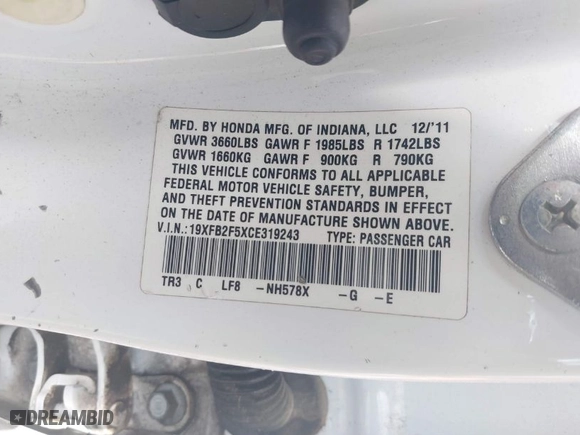 MFD. BY HONDA MFG. OF INDIANA, LLC 12/'11
GVWR 3660LBS GAWR F 1985LBS R 1742LBS
GVWR 1660KG GAWR F 900KG R 790KG
THIS VEHICLE CONFORMS TO ALL APPLICABLE
FEDERAL MOTOR VEHICLE SAFETY, BUMPER,
AND THEFT PREVENTION STANDARDS IN EFFECT
ON THE DATE OF MANUFACTURE SHOWN ABOVE.
V.I.N.:19XFB2F5XCE319243 TYPE: PASSENGER CAR
TR3 C LF8 -NH578X -G -E
DREAMBID